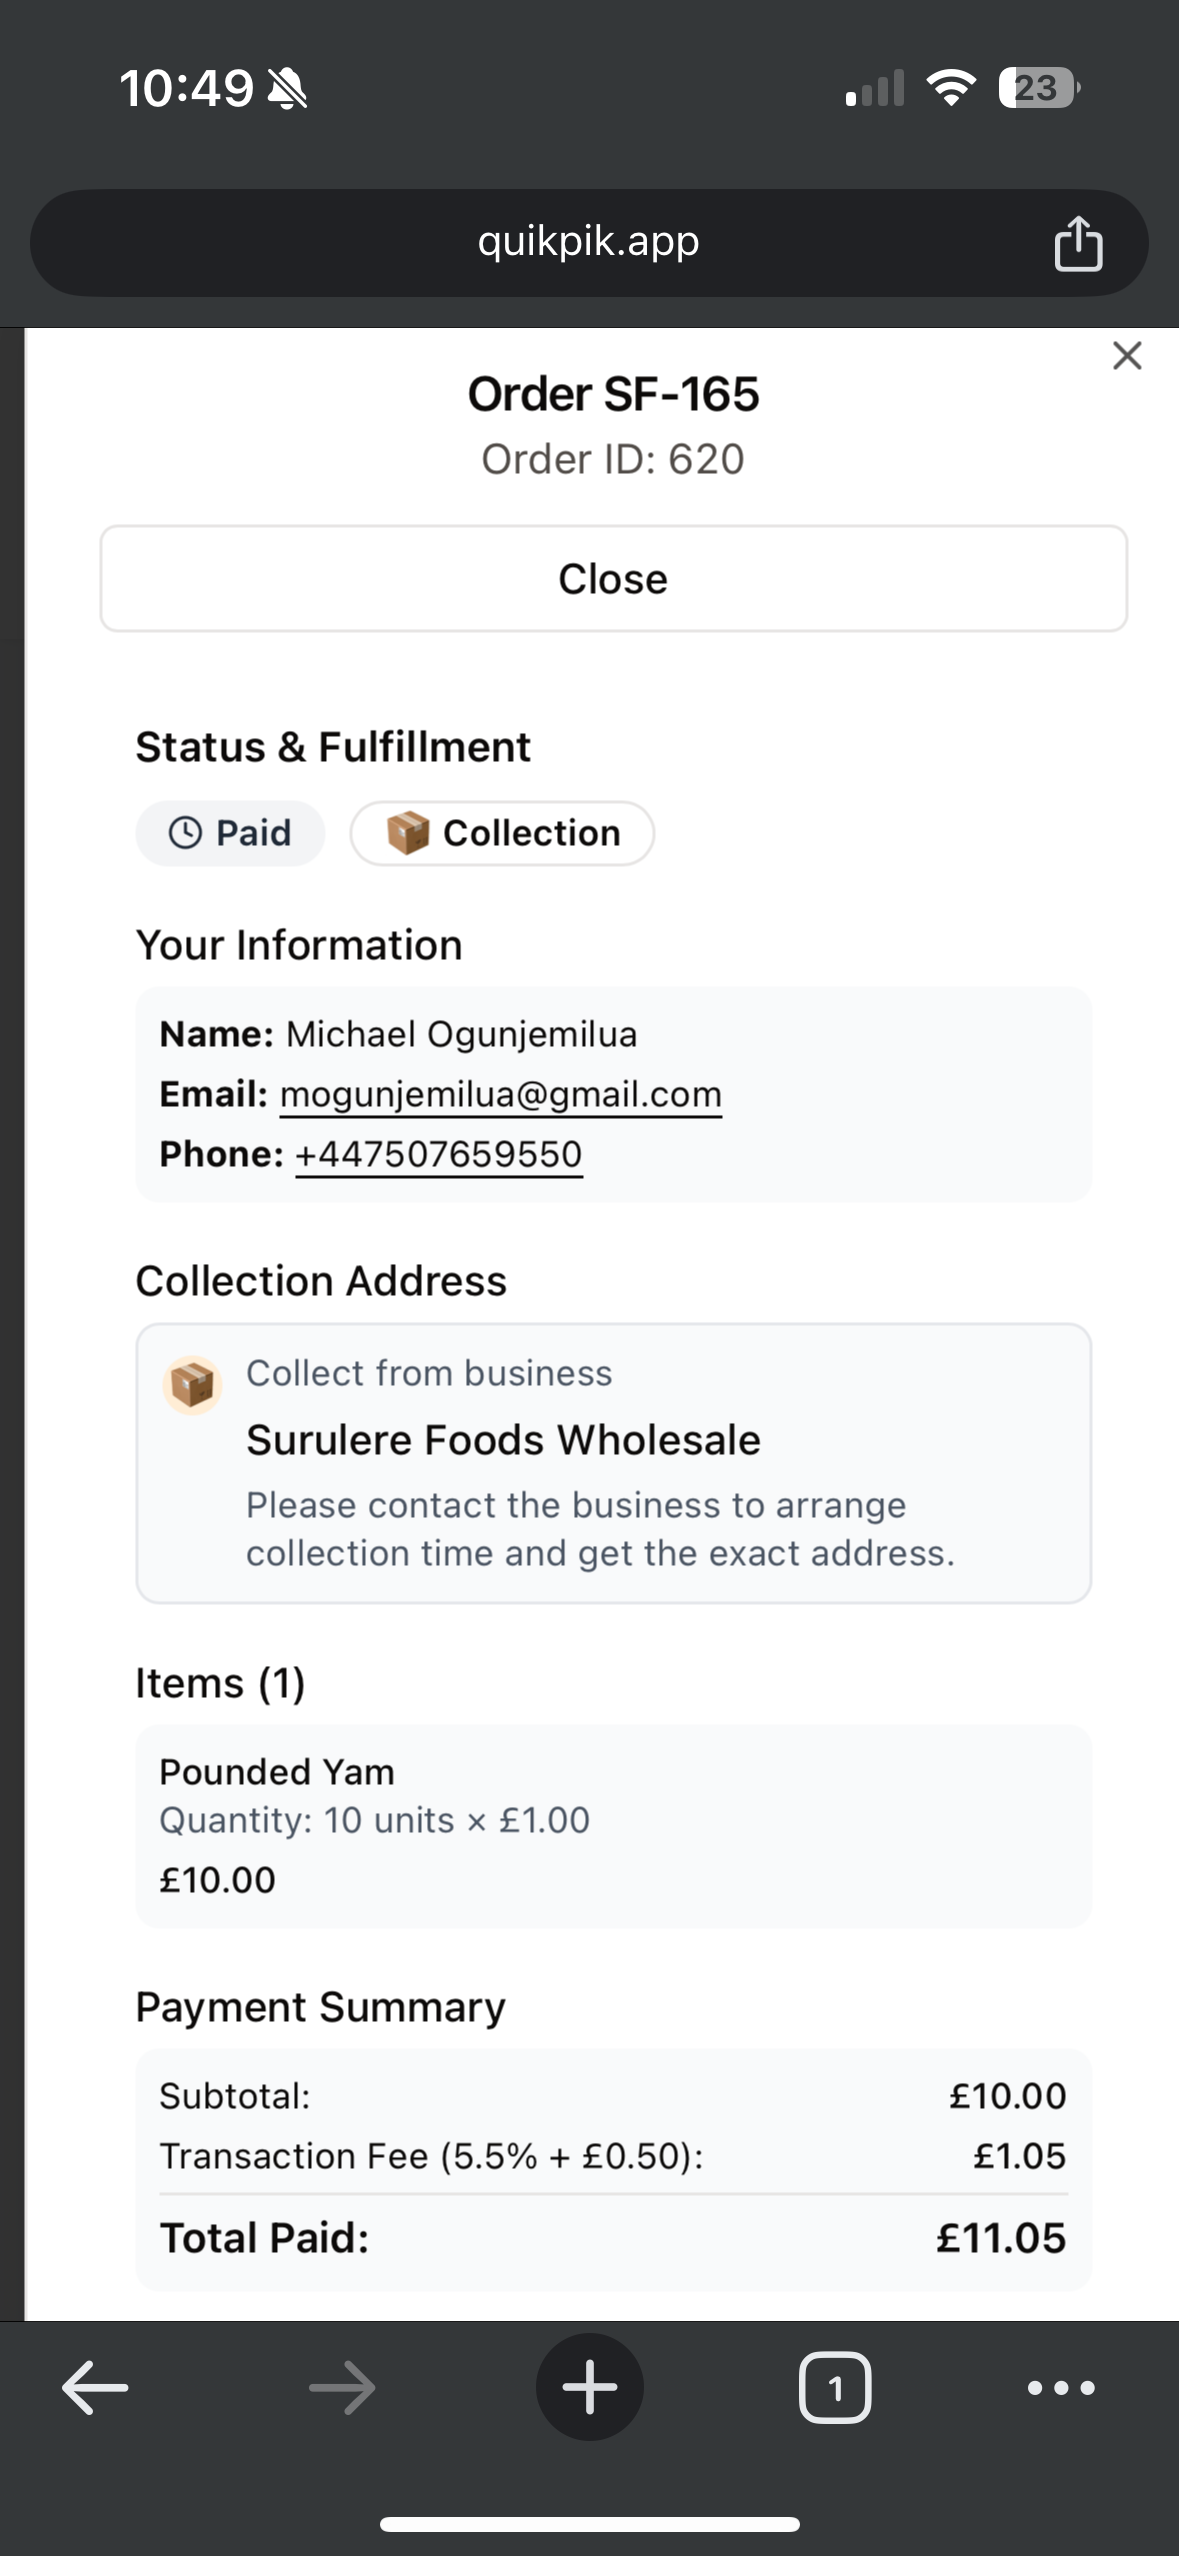 10:49
23
quikpik.app
Order SF-165
Order ID: 620
Close
Status & Fulfillment
Paid
Collection
Your Information
Name: Michael Ogunjemilua
Email: mogunjemilua@gmail.com
Phone: +447507659550
Collection Address
Collect from business
Surulere Foods Wholesale
Please contact the business to arrange
collection time and get the exact address.
Items (1)
Pounded Yam
Quantity: 10 units × £1.00
£10.00
Payment Summary
Subtotal: £10.00
Transaction Fee (5.5% + £0.50): £1.05
Total Paid: £11.05
1